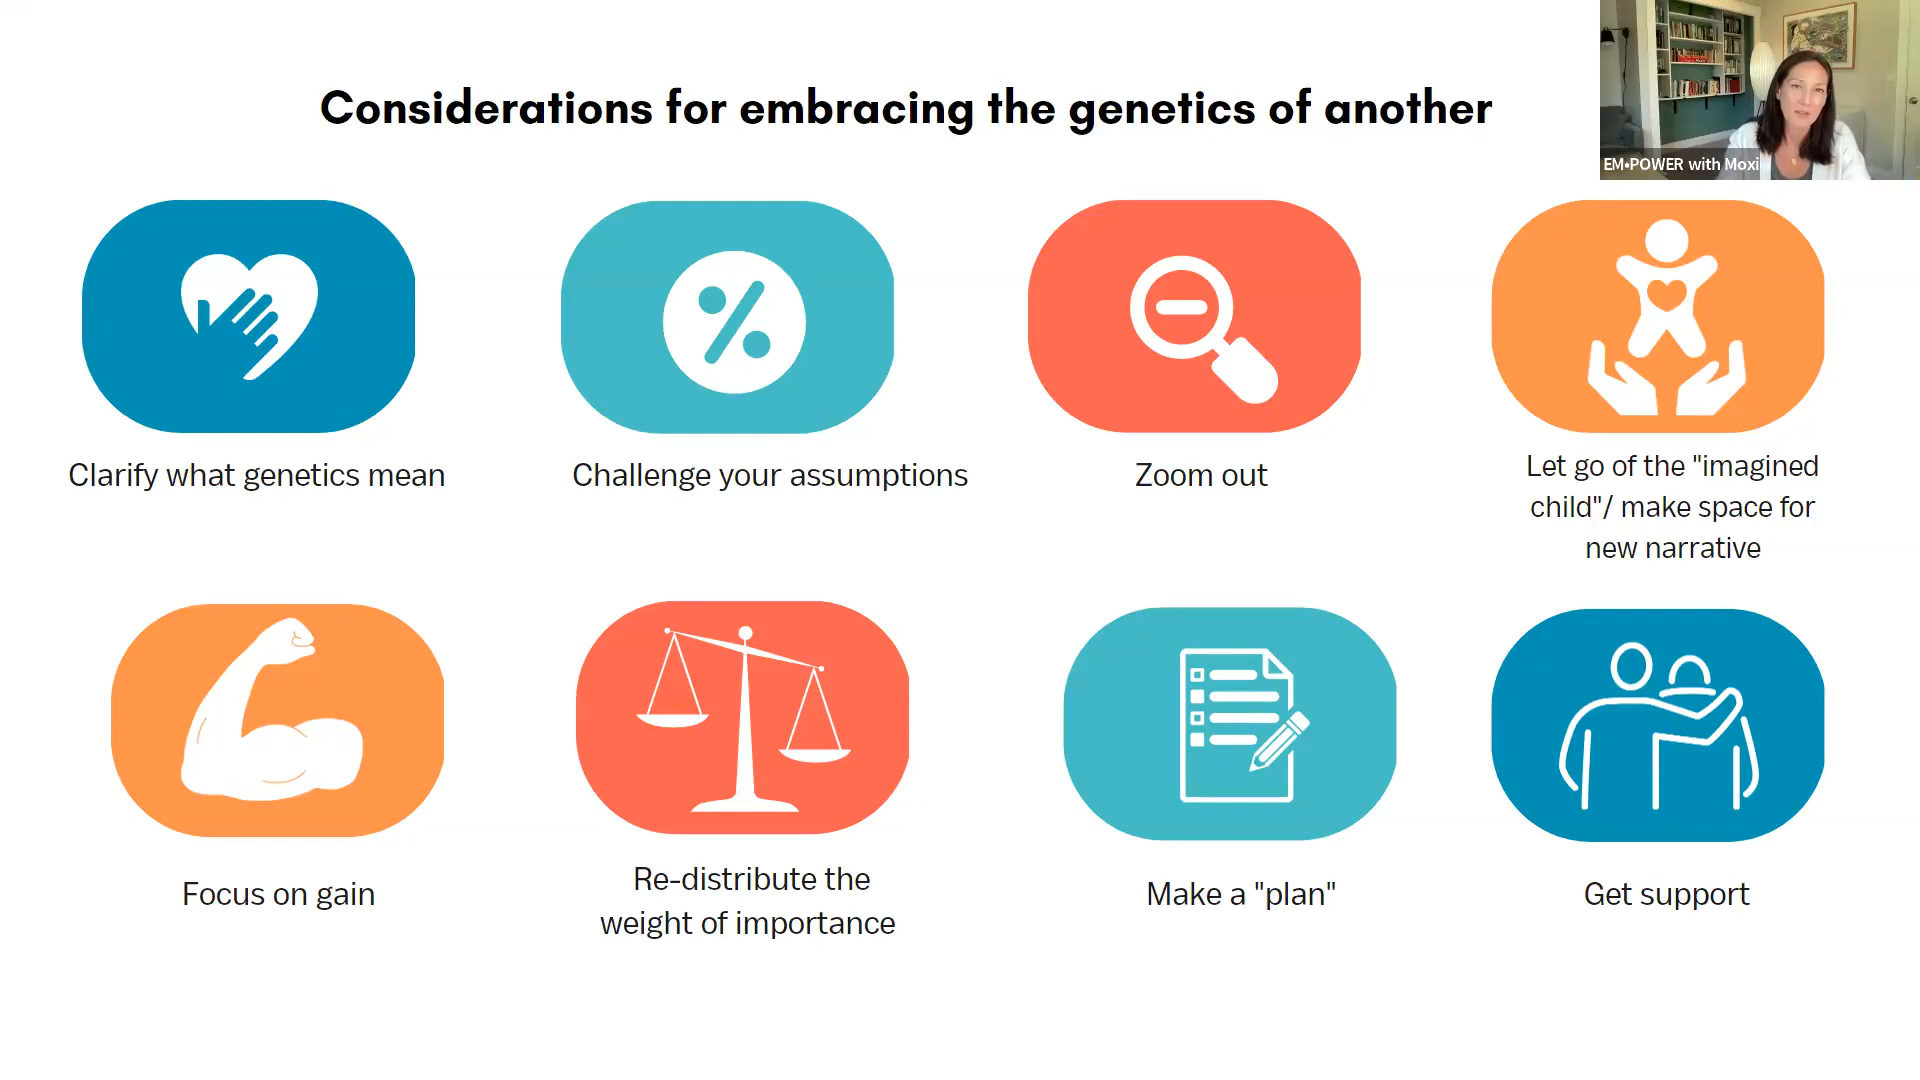 Considerations for embracing the genetics of another
EM•POWER with Moxi
Clarify what genetics mean
Challenge your assumptions
Zoom out
Let go of the "imagined
child"/ make space for
new narrative
Focus on gain
Re-distribute the
weight of importance
Make a "plan"
Get support